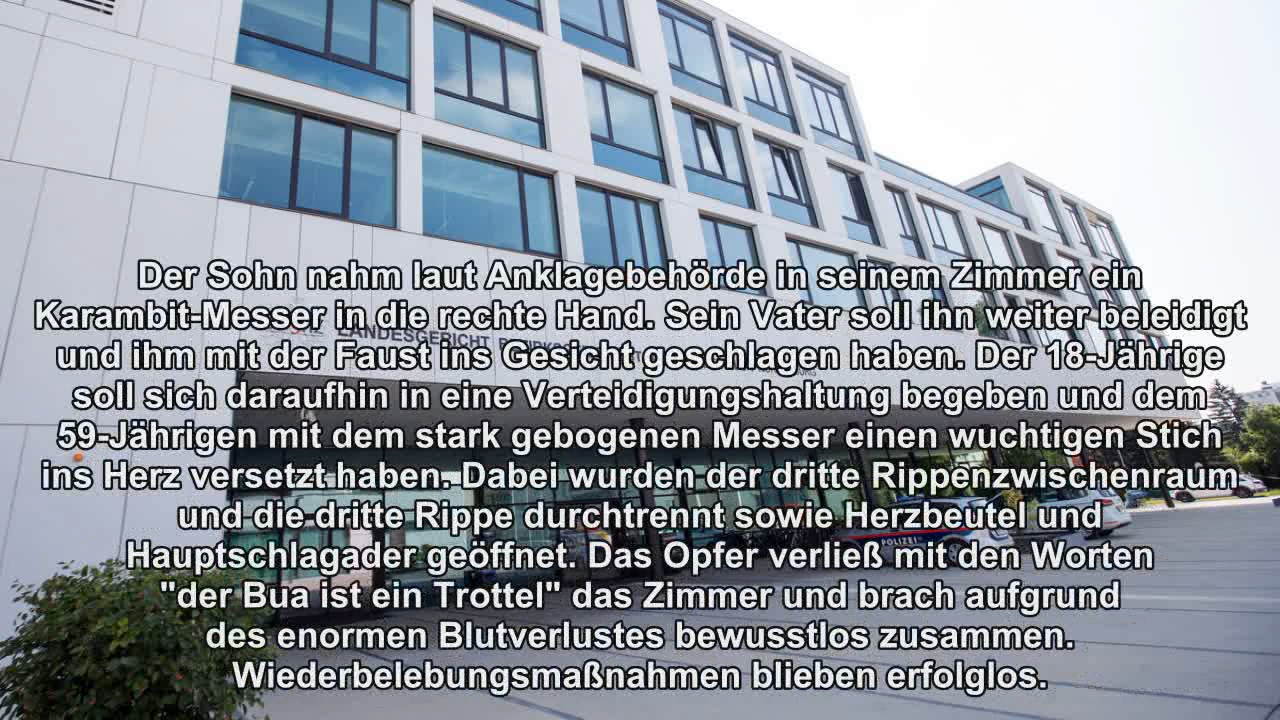 Der Sohn nahm laut Anklagebehörde in seinem Zimmer ein
Karambit-Messer in die rechte Hand. Sein Vater soll ihn weiter beleidigt
LANDESGERICHT
und ihm mit der Faust ins Gesicht geschlagen haben. Der 18-Jährige
soll sich daraufhin in eine Verteidigungshaltung begeben und dem
59-Jährigen mit dem stark gebogenen Messer einen wuchtigen Stich
ins Herz versetzt haben. Dabei wurden der dritte Rippenzwischenraum
und die dritte Rippe durchtrennt sowie Herzbeutel und
POLIZEI
Hauptschlagader geöffnet. Das Opfer verließ mit den Worten
"der Bua ist ein Trottel" das Zimmer und brach aufgrund
des enormen Blutverlustes bewusstlos zusammen.
Wiederbelebungsmaßnahmen blieben erfolglos.